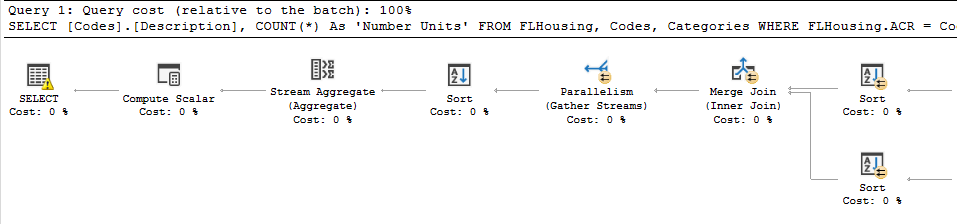 Query 1: Query cost (relative to the batch): 100%
SELECT [Codes].[Description], COUNT(*) As 'Number Units' FROM FLHousing, Codes, Categories WHERE FLHousing.ACR = Co
SELECT
Cost: 0 %
Compute Scalar
Cost: 0 %
Stream Aggregate
(Aggregate)
Cost: 0 %
Sort
Cost: 0 %
Parallelism
(Gather Streams)
Cost: 0 %
Merge Join
(Inner Join)
Cost: 0 %
Sort
Cost: 0 %
Sort
Cost: 0 %